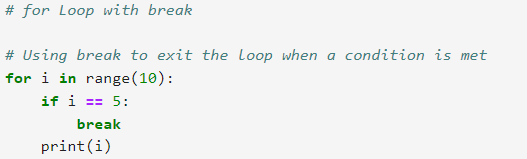 # for Loop with break
# Using break to exit the loop when a condition is met
for i in range(10):
    if i == 5:
        break
    print(i)